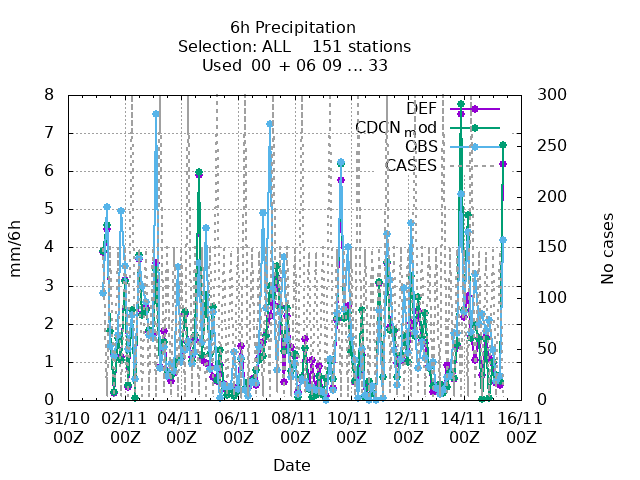 6h Precipitation
Selection: ALL    151 stations
Used  00 + 06 09 ... 33
8
7
6
5
4
3
2
1
0
mm/6h
300
250
200
150
100
50
0
No cases
DEF
CDCN_mod
OBS
CASES
31/10 02/11 04/11 06/11 08/11 10/11 12/11 14/11 16/11
00Z 00Z 00Z 00Z 00Z 00Z 00Z 00Z 00Z
Date